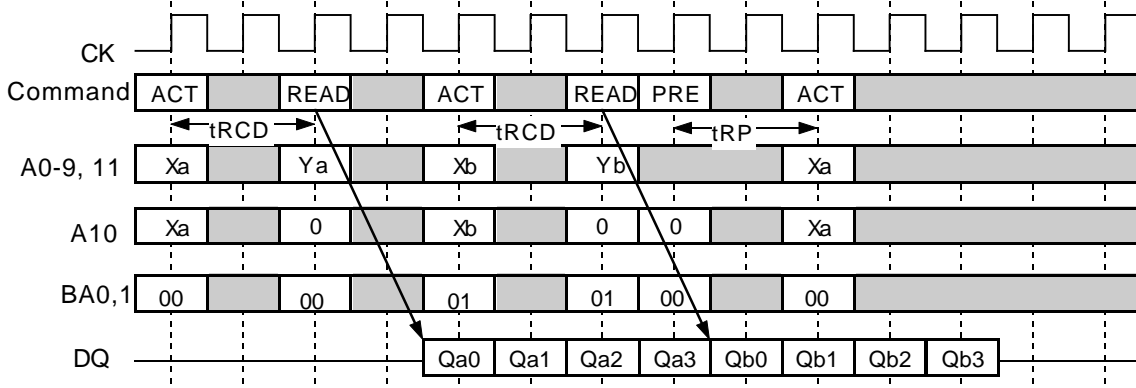 CK
Command ACT READ ACT READ PRE ACT
tRCD tRCD tRP
A0-9, 11 Xa Ya Xb Yb Xa
A10 Xa 0 Xb 0 0 Xa
BA0,1 00 00 01 01 00 00
DQ Qa0 Qa1 Qa2 Qa3 Qb0 Qb1 Qb2 Qb3